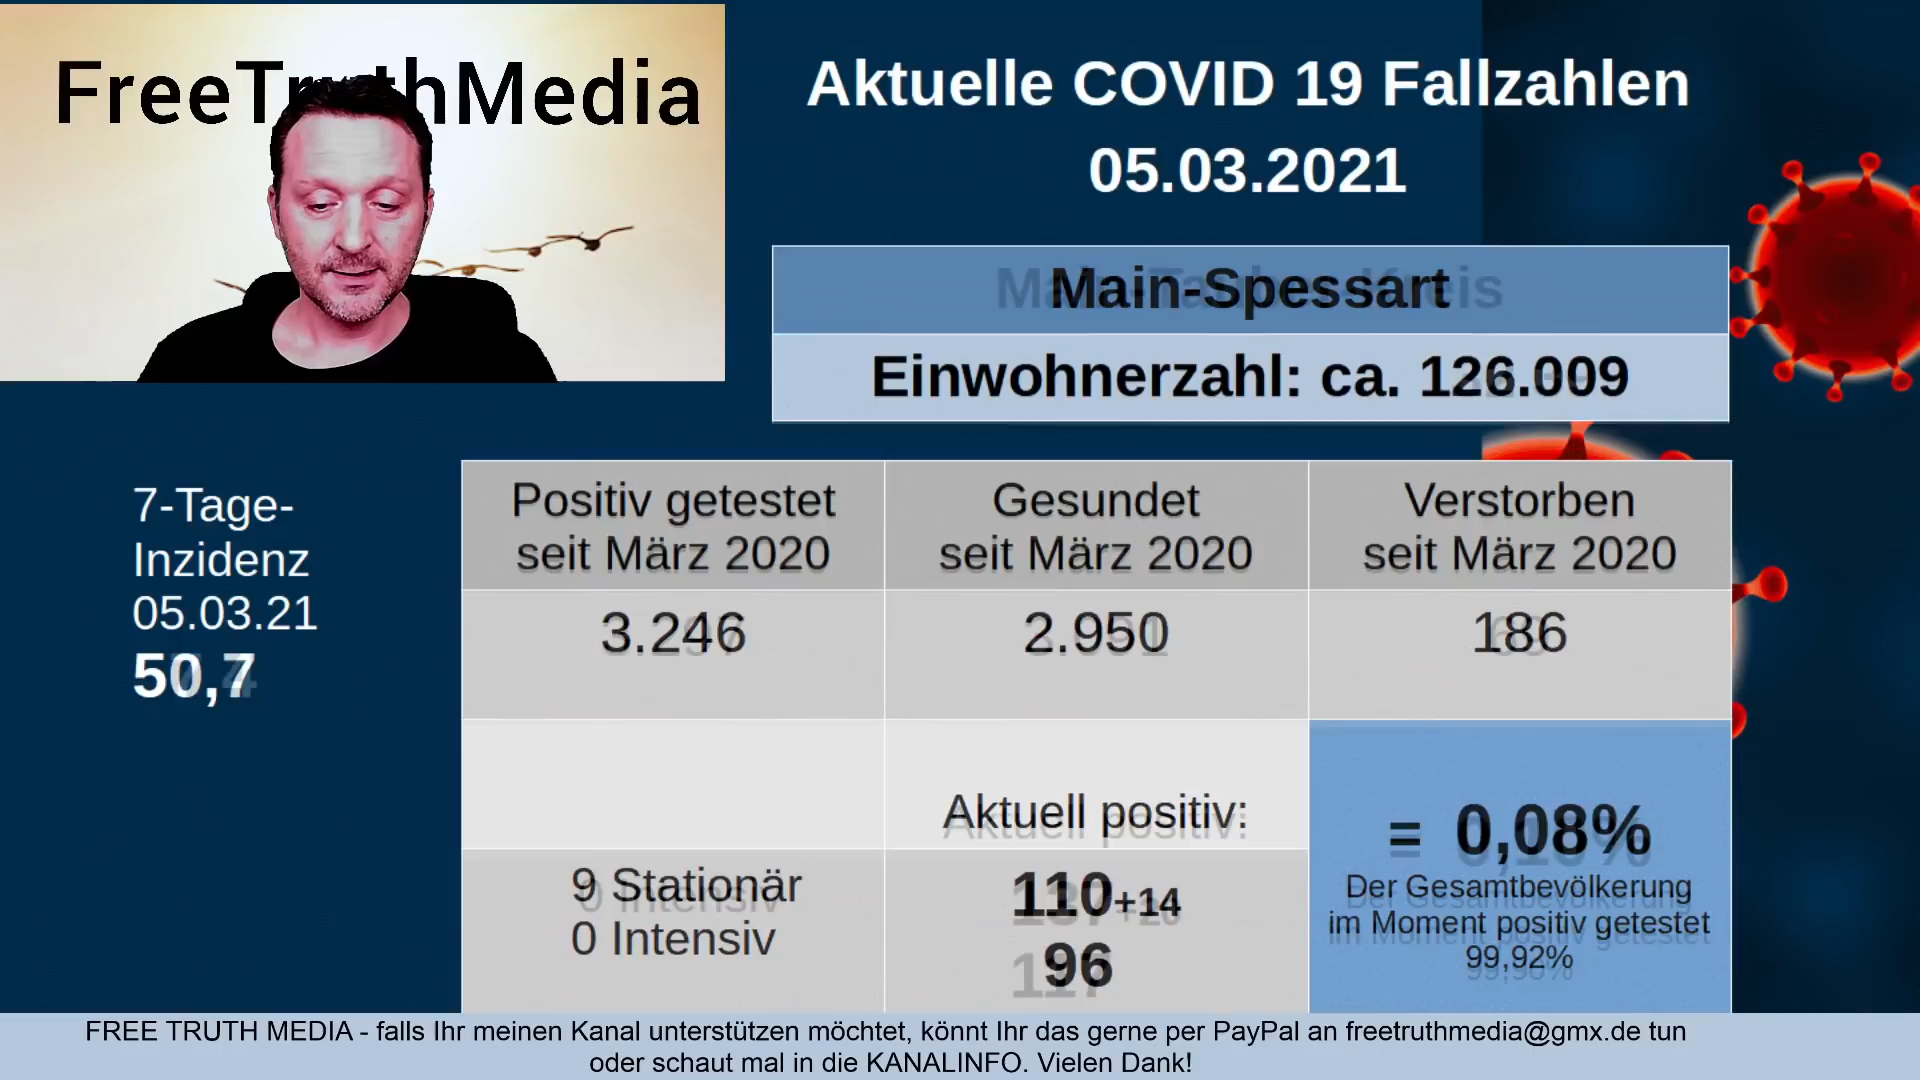 FreeTruthMedia
Aktuelle COVID 19 Fallzahlen
05.03.2021
Main-Spessart
Einwohnerzahl: ca. 126.009
7-Tage-
Inzidenz
05.03.21
50,7
Positiv getestet
seit März 2020
Gesundet
seit März 2020
Verstorben
seit März 2020
3.246
2.950
186
Aktuell positiv:
9 Stationär
0 Intensiv
110+14
96
= 0,08%
Der Gesamtbevölkerung
im Moment positiv getestet
99,92%
FREE TRUTH MEDIA - falls Ihr meinen Kanal unterstützen möchtet, könnt Ihr das gerne per PayPal an freetruthmedia@gmx.de tun
oder schaut mal in die KANALINFO. Vielen Dank!